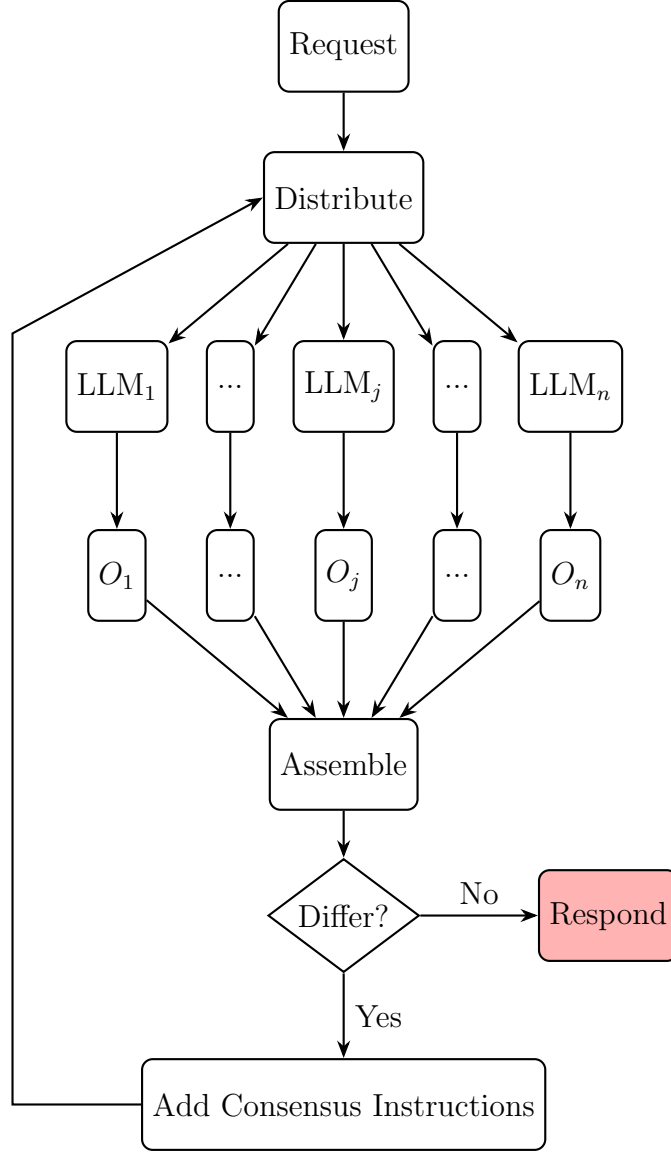 Request
Distribute
LLM₁
...
LLMⱼ
...
LLMₙ
O₁
...
Oⱼ
...
Oₙ
Assemble
Differ?
No
Respond
Yes
Add Consensus Instructions